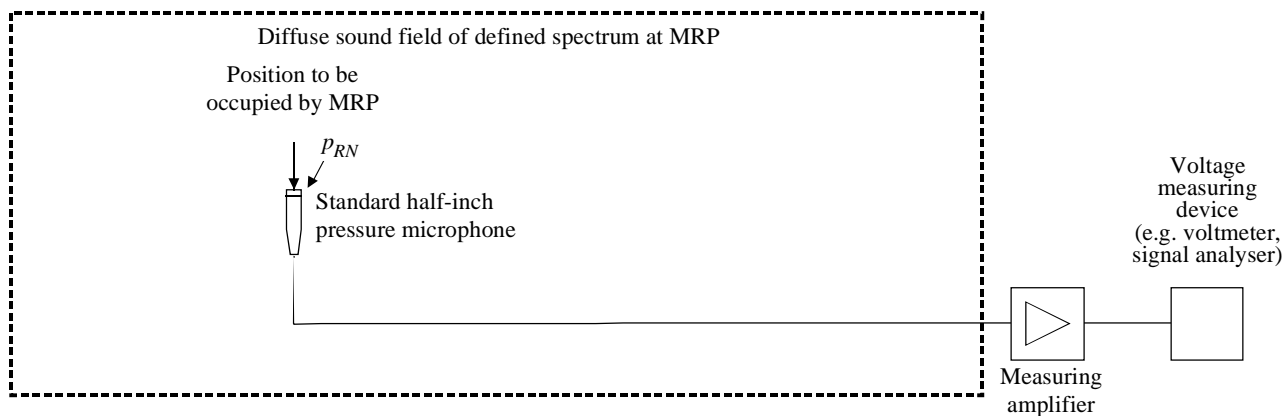 Diffuse sound field of defined spectrum at MRP
Position to be
occupied by MRP
p_RN
Standard half-inch
pressure microphone
Voltage
measuring
device
(e.g. voltmeter,
signal analyser)
Measuring
amplifier